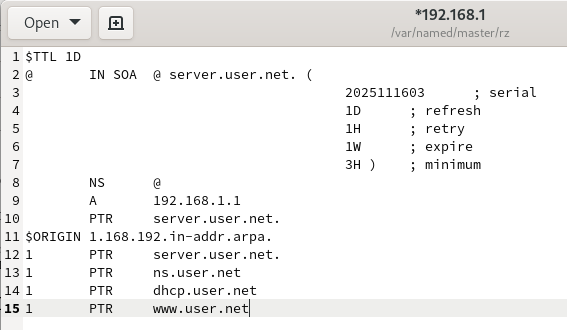 Open
*192.168.1
/var/named/master/rz
1 $TTL 1D
2 @ IN SOA @ server.user.net. (
3 2025111603 ; serial
4 1D ; refresh
5 1H ; retry
6 1W ; expire
7 3H ) ; minimum
8 NS @
9 A 192.168.1.1
10 PTR server.user.net.
11 $ORIGIN 1.168.192.in-addr.arpa.
12 1 PTR server.user.net.
13 1 PTR ns.user.net
14 1 PTR dhcp.user.net
15 1 PTR www.user.net